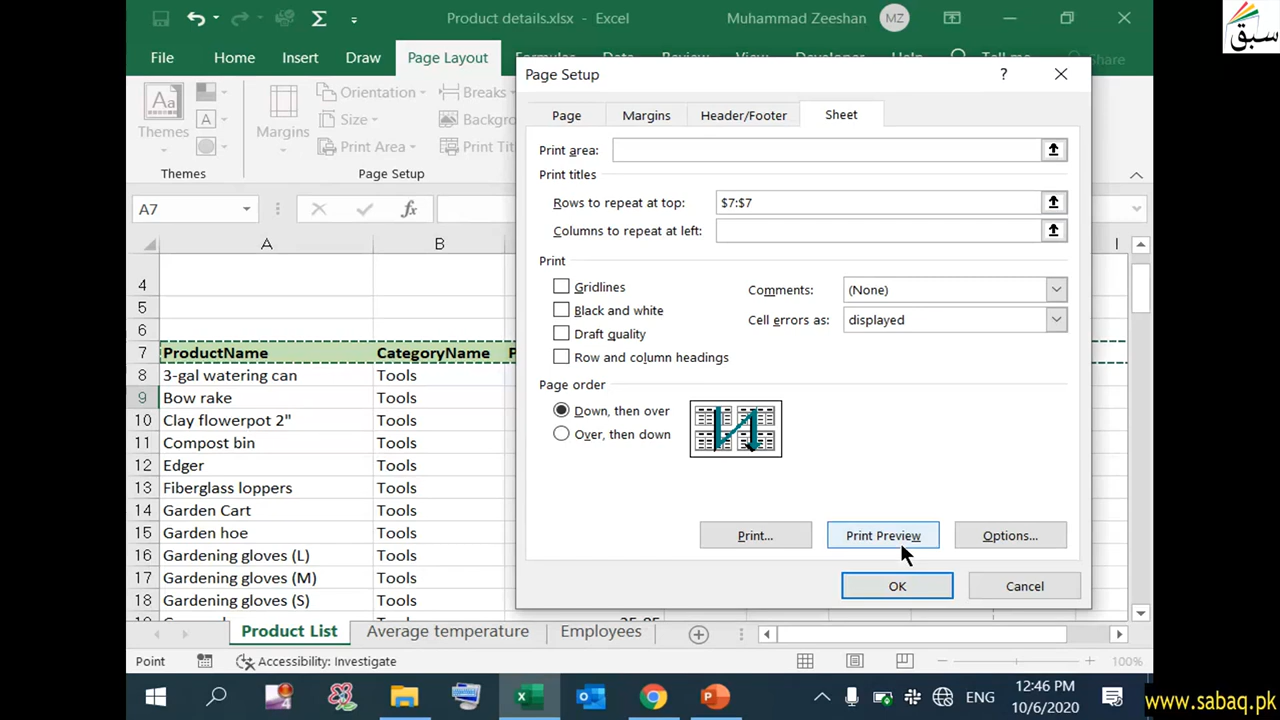 Product details.xlsx - Excel
Muhammad Zeeshan
MZ
سبق
File
Home
Insert
Draw
Page Layout
Themes
Margins
Orientation
Size
Print Area
Breaks
Themes
Page Setup
A7
fx
Page Setup
?
Page
Margins
Header/Footer
Sheet
Print area:
Print titles
Rows to repeat at top:
$7:$7
Columns to repeat at left:
Print
Gridlines
Black and white
Draft quality
Row and column headings
Comments:
(None)
Cell errors as:
displayed
Page order
Down, then over
Over, then down
Print...
Print Preview
Options...
OK
Cancel
A
B
I
4
5
6
7 ProductName CategoryName P
8 3-gal watering can Tools
9 Bow rake Tools
10 Clay flowerpot 2" Tools
11 Compost bin Tools
12 Edger Tools
13 Fiberglass loppers Tools
14 Garden Cart Tools
15 Garden hoe Tools
16 Gardening gloves (L) Tools
17 Gardening gloves (M) Tools
18 Gardening gloves (S) Tools
Product List
Average temperature
Employees
Point
Accessibility: Investigate
100%
ENG
12:46 PM
10/6/2020
www.sabaq.pk